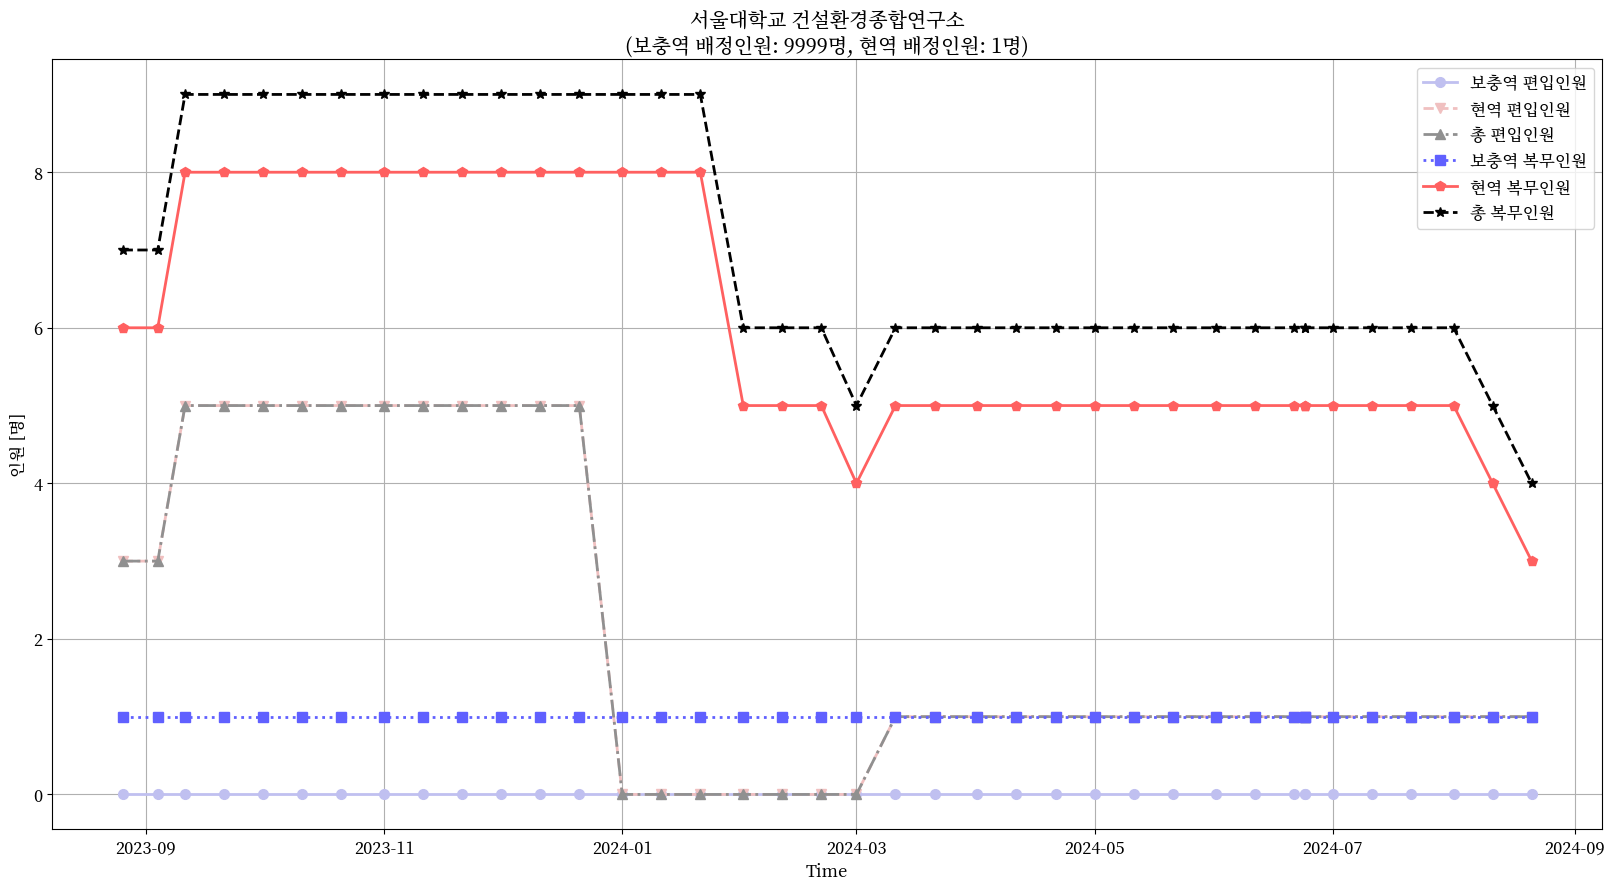 서울대학교 건설환경종합연구소
(보충역 배정인원: 9999명, 현역 배정인원: 1명)
보충역 편입인원
현역 편입인원
총 편입인원
보충역 복무인원
현역 복무인원
총 복무인원
인원 [명]
8
6
4
2
0
2023-09
2023-11
2024-01
2024-03
2024-05
2024-07
2024-09
Time